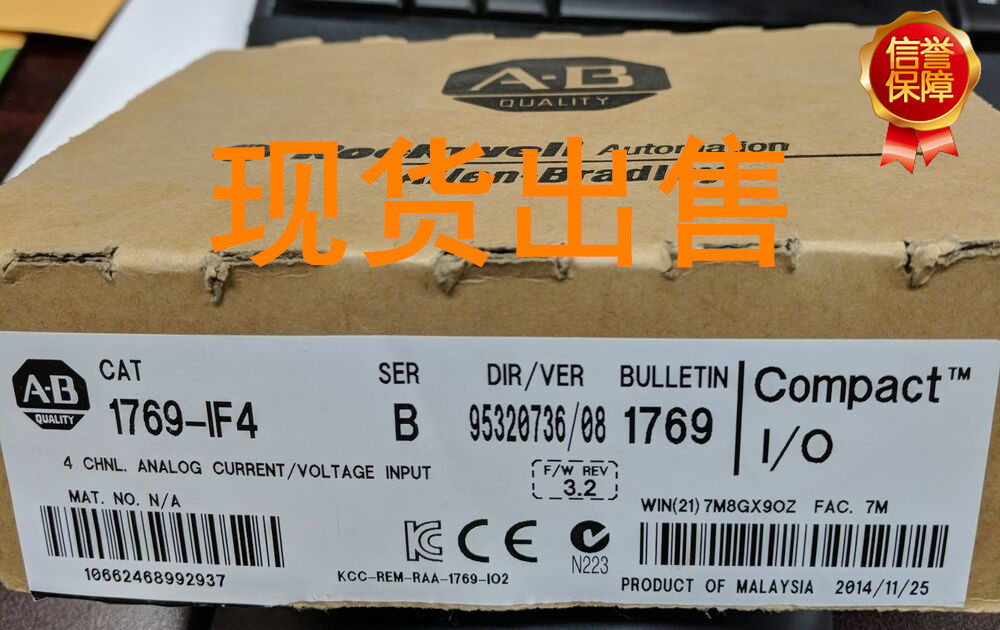 信誉
保障
A-B
QUALITY
Rockwell Automation
Allen-Bradley
现货出售
A-B
QUALITY
CAT
1769-IF4
SER
B
DIR/VER
95320736/08
BULLETIN
1769
Compact™
I/O
4 CHNL. ANALOG CURRENT/VOLTAGE INPUT
F/W REV
3.2
MAT. NO. N/A
10662468992937
KCC-REM-RAA-1769-IO2
CE
N223
WIN(21) 7M8GX9OZ FAC. 7M
PRODUCT OF MALAYSIA 2014/11/25